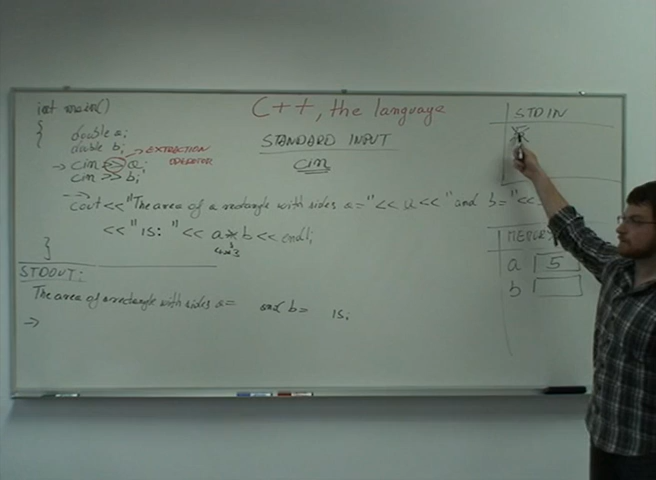 C++, the language
STANDARD INPUT
cin
int main()
{
double a;
double b;
→ cin >> a; → EXTRACTION OPERATOR
cin >> b;
→ cout << "The area of a rectangle with sides a=" << a << "and b=" <<
<< "is: " << a * b << endl;
}
STDOUT:
The area of a rectangle with sides a= and b= is:
→
STDIN
a 5
b